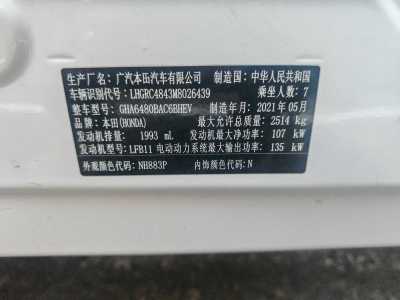 生产厂名：广汽本田汽车有限公司 制造国：中华人民共和国
车辆识别代号：LHGRC4843M8026439 乘坐人数：7
整车型号：GHA6480BAC6BHEV 制造年月：2021年05月
品牌：本田(HONDA) 最大允许总质量：2514 kg
发动机排量：1993 mL 发动机最大净功率：107 kW
发动机型号：LFB11 电动动力系统最大输出功率：135 kW
外观颜色代码：NH883P 内饰颜色代码：N